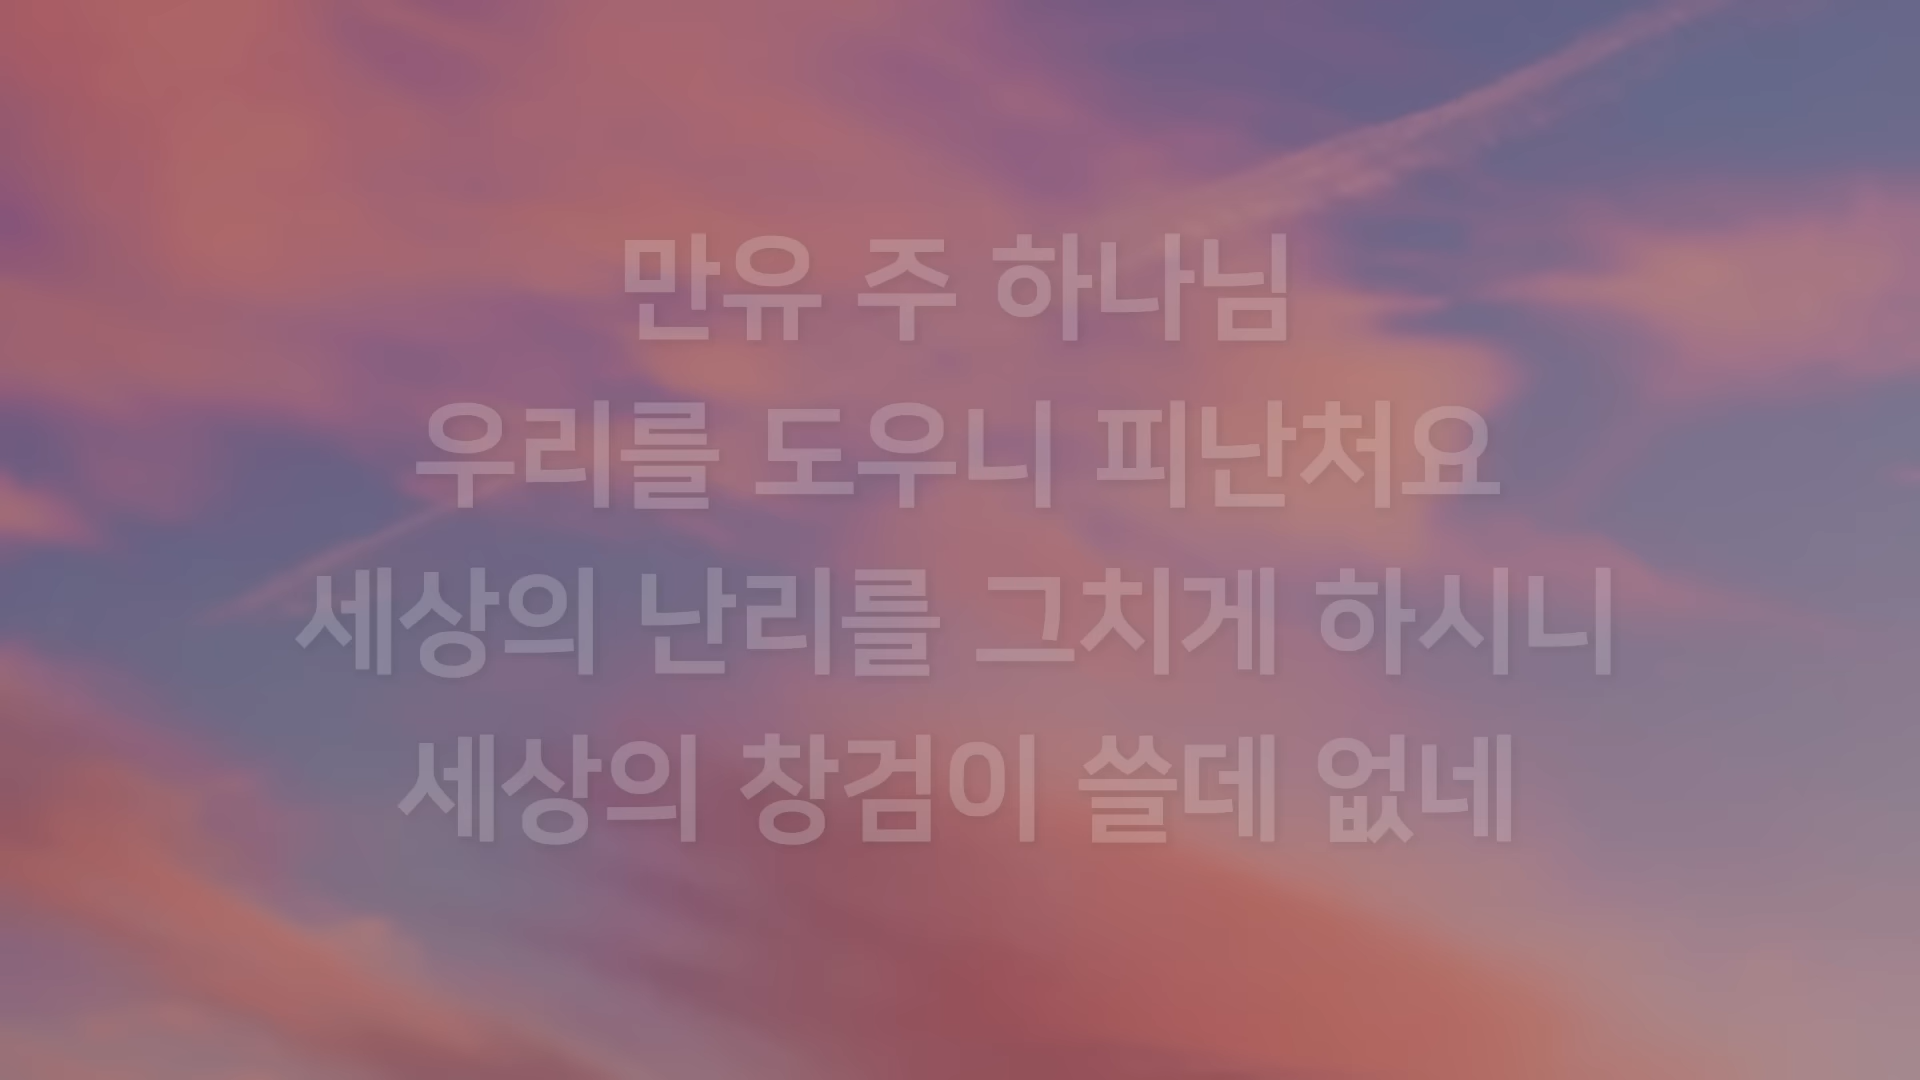 만유 주 하나님
우리를 도우니 피난처요
세상의 난리를 그치게 하시니
세상의 창검이 쓸데 없네